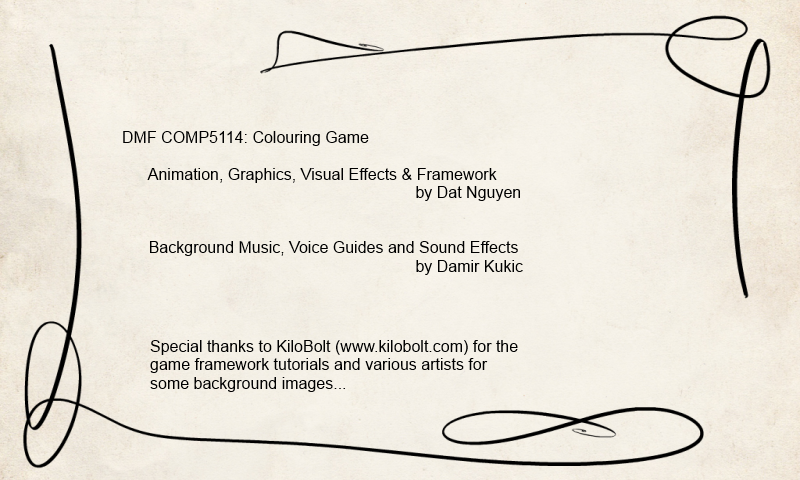 DMF COMP5114: Colouring Game
Animation, Graphics, Visual Effects & Framework
by Dat Nguyen
Background Music, Voice Guides and Sound Effects
by Damir Kukic
Special thanks to KiloBolt (www.kilobolt.com) for the
game framework tutorials and various artists for
some background images...